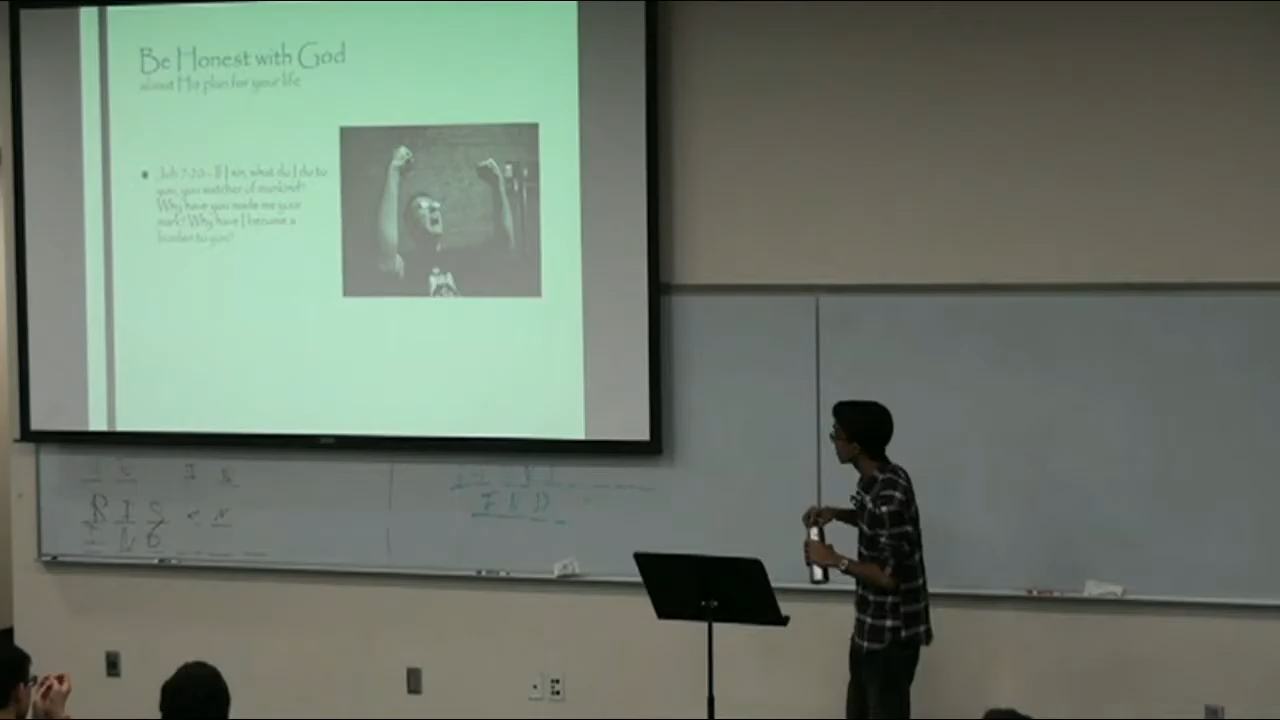 Be Honest with God
about His plan for your life
• Job 7:20 - If I sin, what do I do to
you, you watcher of mankind?
Why have you made me your
mark? Why have I become a
burden to you?
R I S E N
F E D